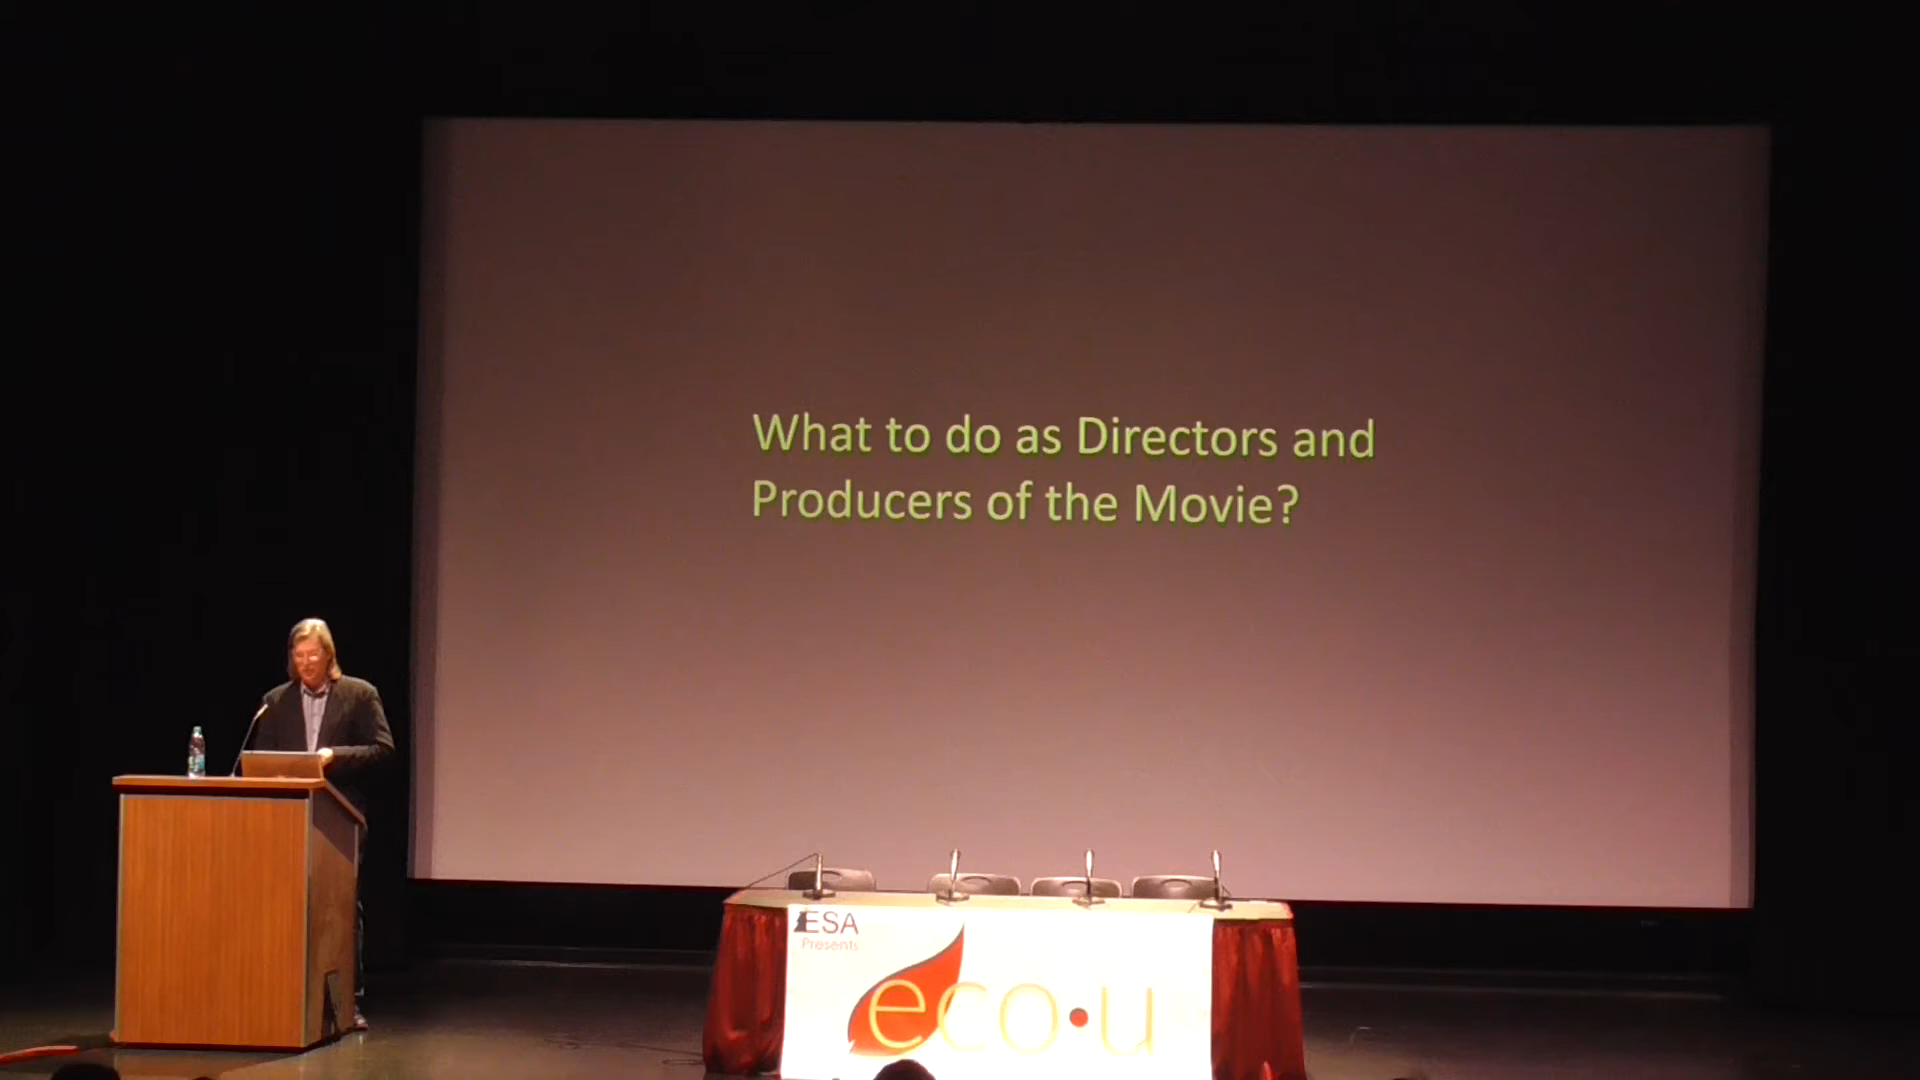 What to do as Directors and
Producers of the Movie?
ESA
Presents
eco·u